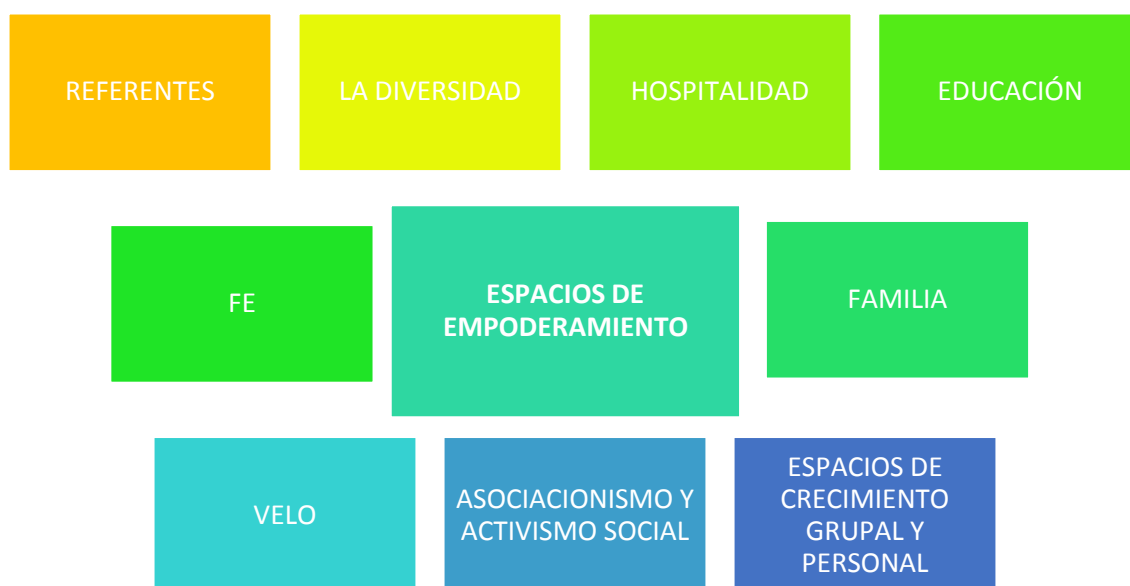 REFERENTES
LA DIVERSIDAD
HOSPITALIDAD
EDUCACIÓN
FE
ESPACIOS DE
EMPODERAMIENTO
FAMILIA
VELO
ASOCIACIONISMO Y
ACTIVISMO SOCIAL
ESPACIOS DE
CRECIMIENTO
GRUPAL Y
PERSONAL